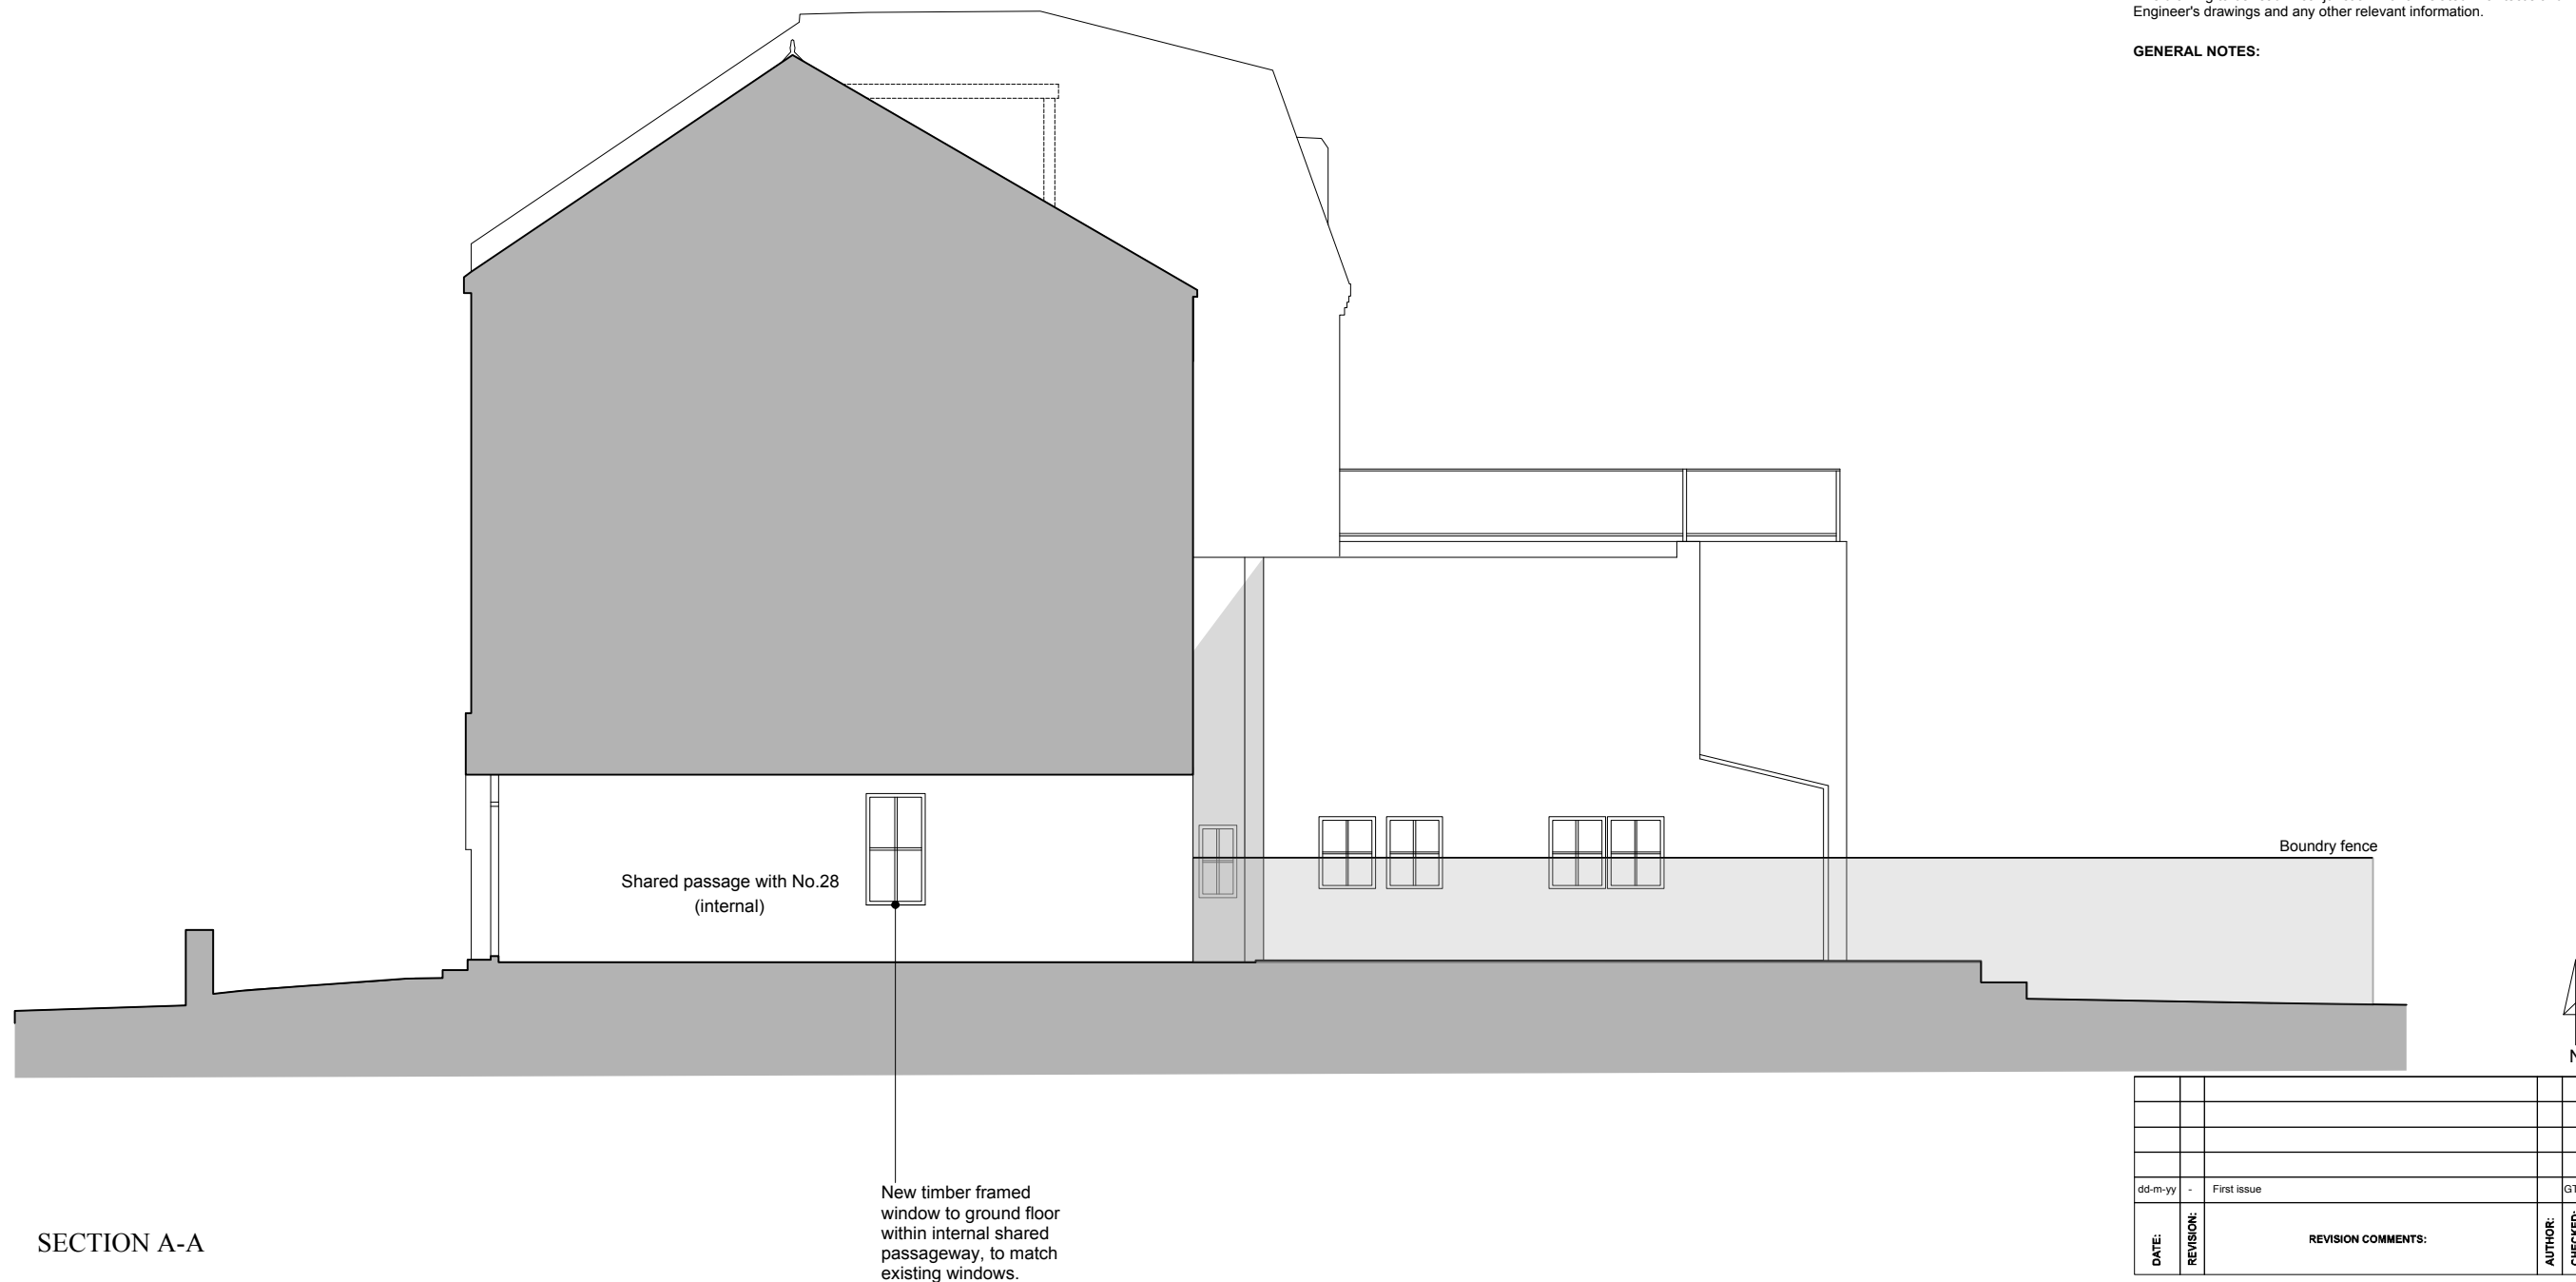 Engineer's drawings and any other relevant information.
GENERAL NOTES:
Boundry fence
Shared passage with No.28
(internal)
New timber framed
window to ground floor
within internal shared
passageway, to match
existing windows.
SECTION A-A
N
dd-m-yy - First issue GT
DATE: REVISION: REVISION COMMENTS: AUTHOR: CHECKED: